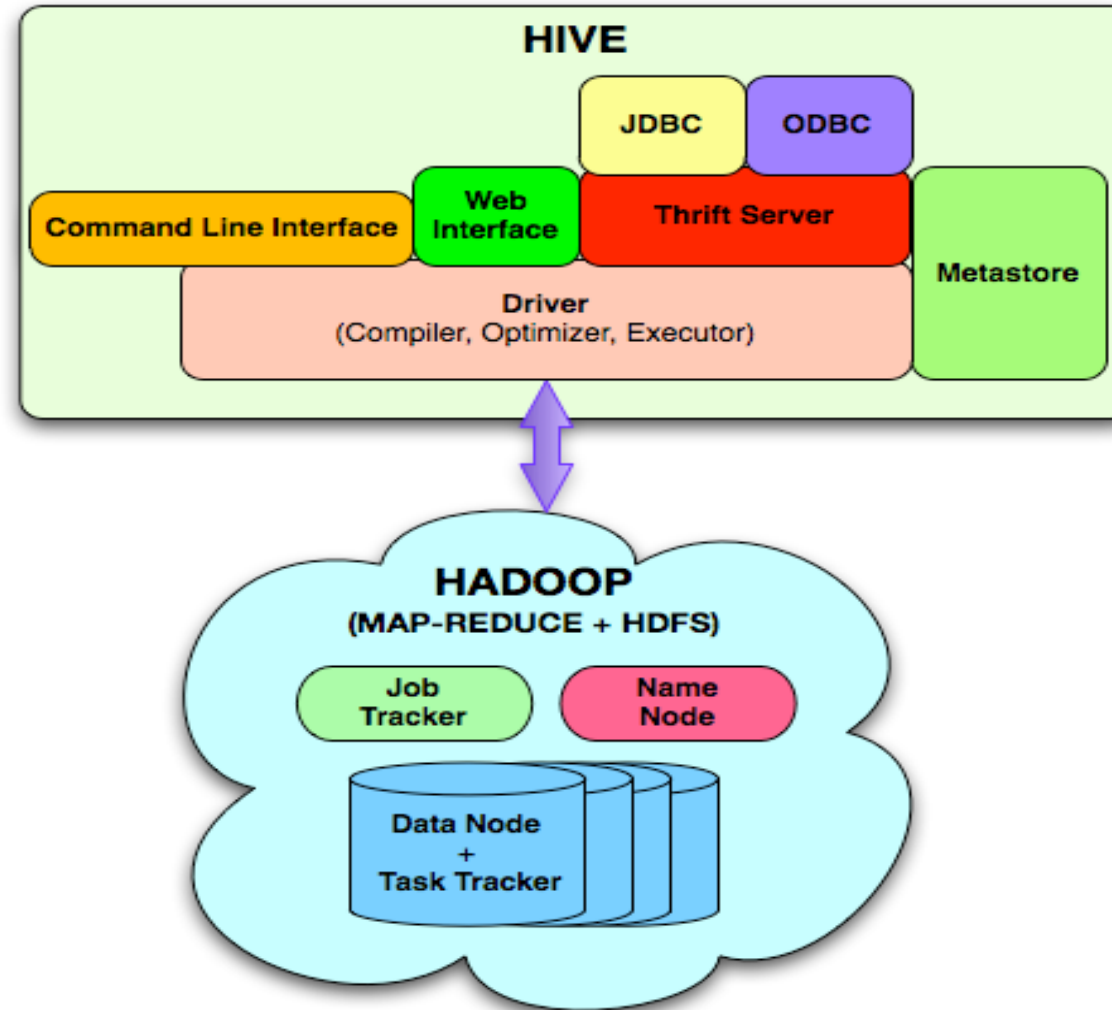 HIVE
JDBC
ODBC
Command Line Interface
Web
Interface
Thrift Server
Metastore
Driver
(Compiler, Optimizer, Executor)
HADOOP
(MAP-REDUCE + HDFS)
Job
Tracker
Name
Node
Data Node
+
Task Tracker